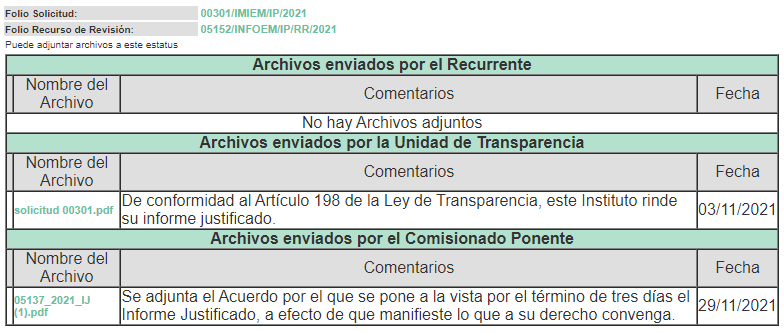 Folio Solicitud: 00301/IMIEM/IP/2021
Folio Recurso de Revisión: 05152/INFOEM/IP/RR/2021
Puede adjuntar archivos a este estatus
Archivos enviados por el Recurrente
Nombre del Archivo Comentarios Fecha
No hay Archivos adjuntos
Archivos enviados por la Unidad de Transparencia
Nombre del Archivo Comentarios Fecha
solicitud 00301.pdf
De conformidad al Artículo 198 de la Ley de Transparencia, este Instituto rinde
su informe justificado.
03/11/2021
Archivos enviados por el Comisionado Ponente
Nombre del Archivo Comentarios Fecha
05137_2021_IJ
(1).pdf
Se adjunta el Acuerdo por el que se pone a la vista por el término de tres días el
Informe Justificado, a efecto de que manifieste lo que a su derecho convenga.
29/11/2021